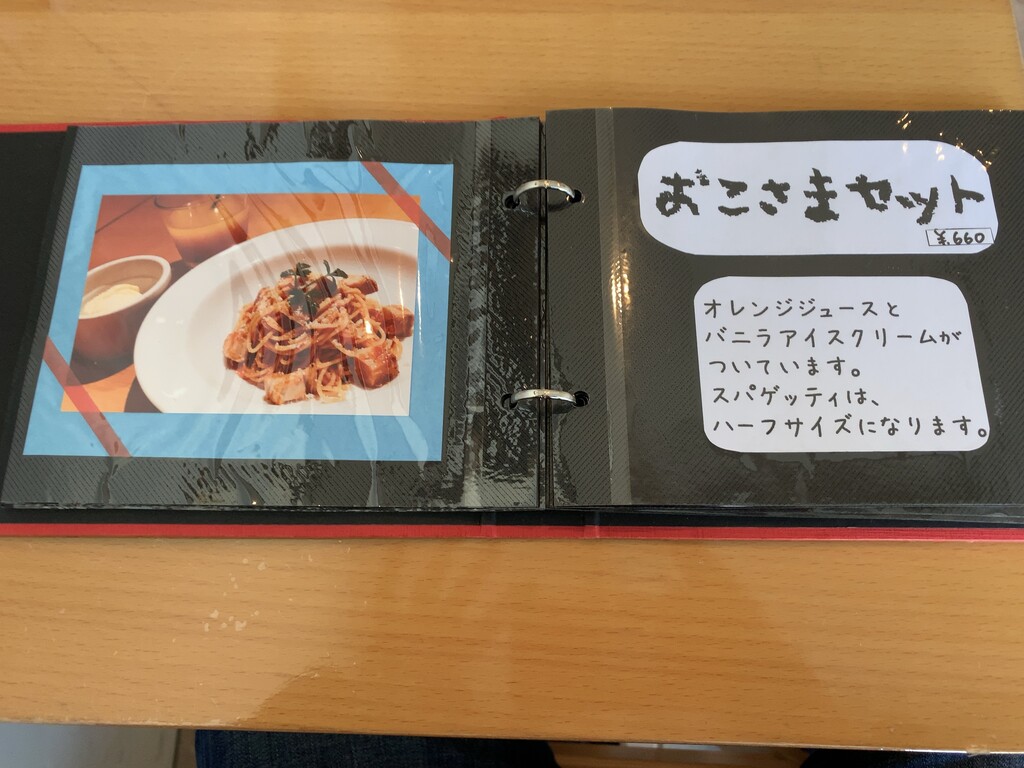 おこさまセット
¥660
オレンジジュースと
バニラアイスクリームが
ついています。
スパゲッティは、
ハーフサイズになります。